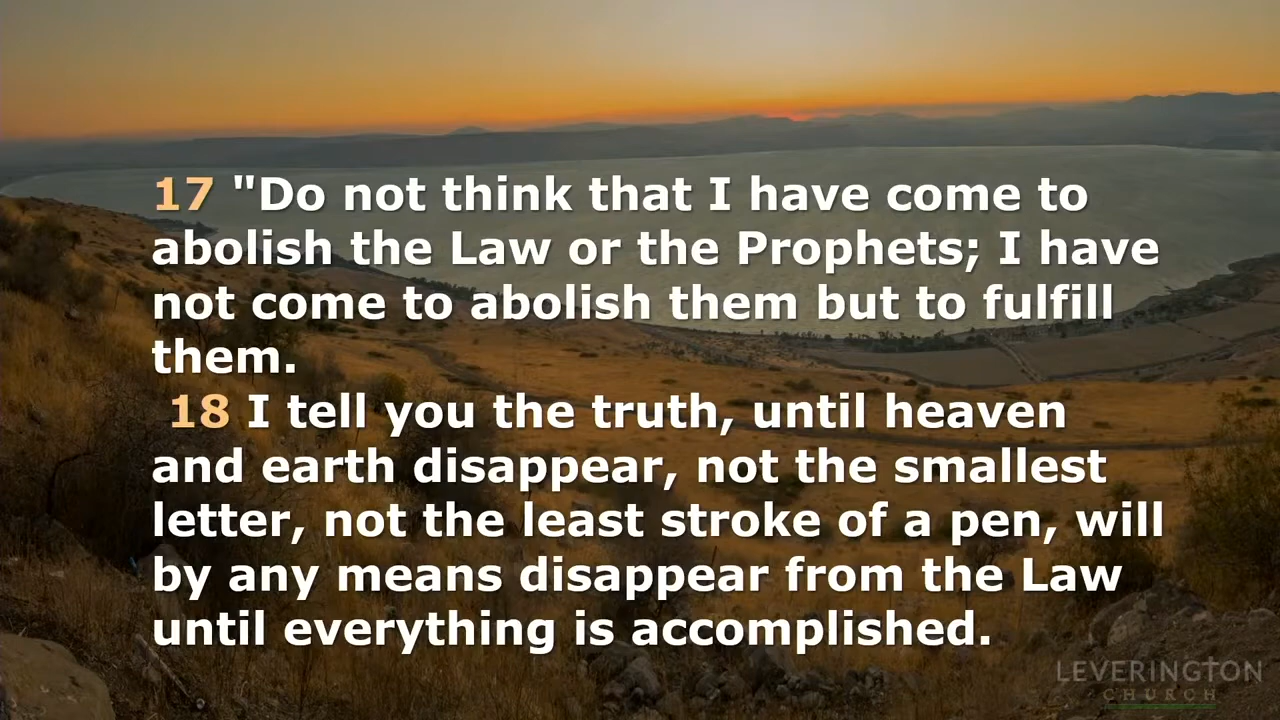 17 "Do not think that I have come to
abolish the Law or the Prophets; I have
not come to abolish them but to fulfill
them.
18 I tell you the truth, until heaven
and earth disappear, not the smallest
letter, not the least stroke of a pen, will
by any means disappear from the Law
until everything is accomplished.
LEVERINGTON
CHURCH